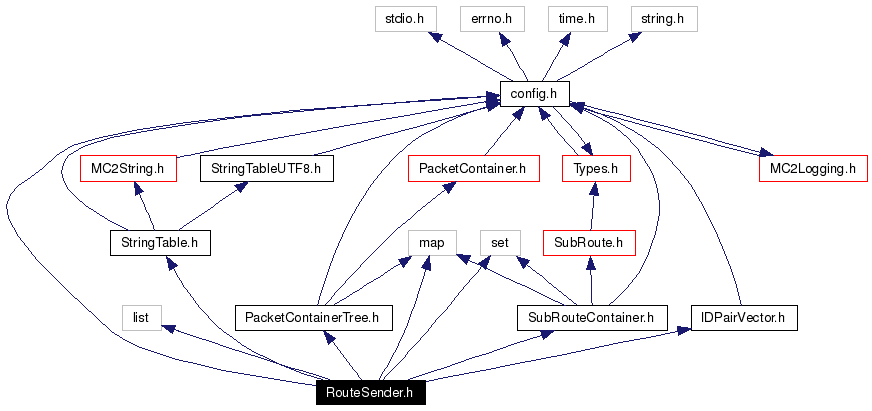 stdio.h
errno.h
time.h
string.h
config.h
MC2String.h
StringTableUTF8.h
PacketContainer.h
Types.h
MC2Logging.h
StringTable.h
map
set
SubRoute.h
list
PacketContainerTree.h
SubRouteContainer.h
IDPairVector.h
RouteSender.h